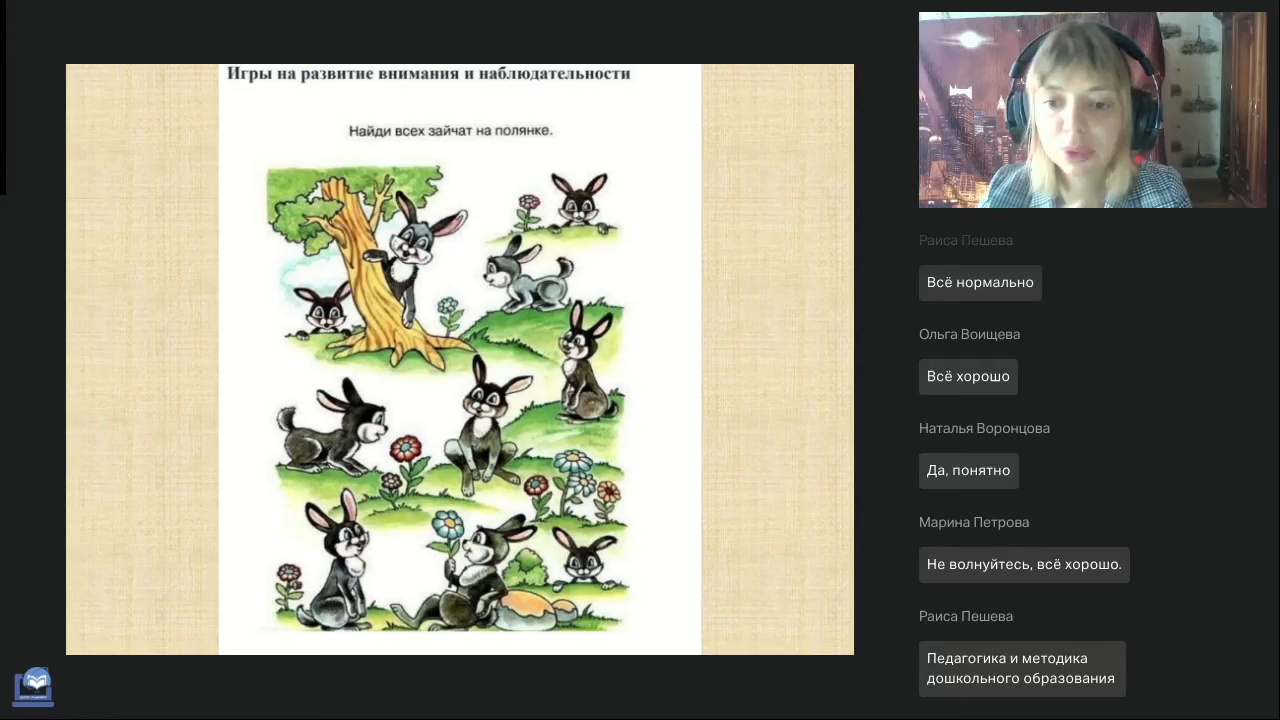 Игры на развитие внимания и наблюдательности
Найди всех зайчат на полянке.
Раиса Пешева
Всё нормально
Ольга Воищева
Всё хорошо
Наталья Воронцова
Да, понятно
Марина Петрова
Не волнуйтесь, всё хорошо.
Раиса Пешева
Педагогика и методика
дошкольного образования